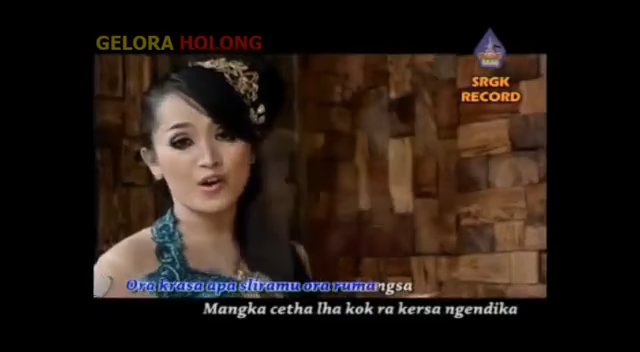 GELORA HOLONG
SRGK
RECORD
Ora krasa apa sliramu ora rumangsa
Mangka cetha lha kok ra kersa ngendika